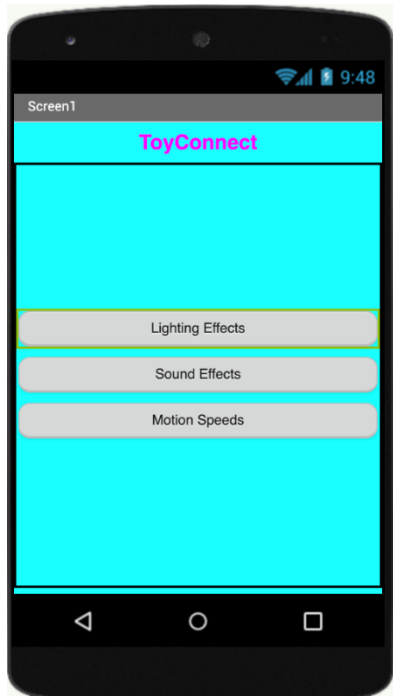 9:48
Screen1
ToyConnect
Lighting Effects
Sound Effects
Motion Speeds